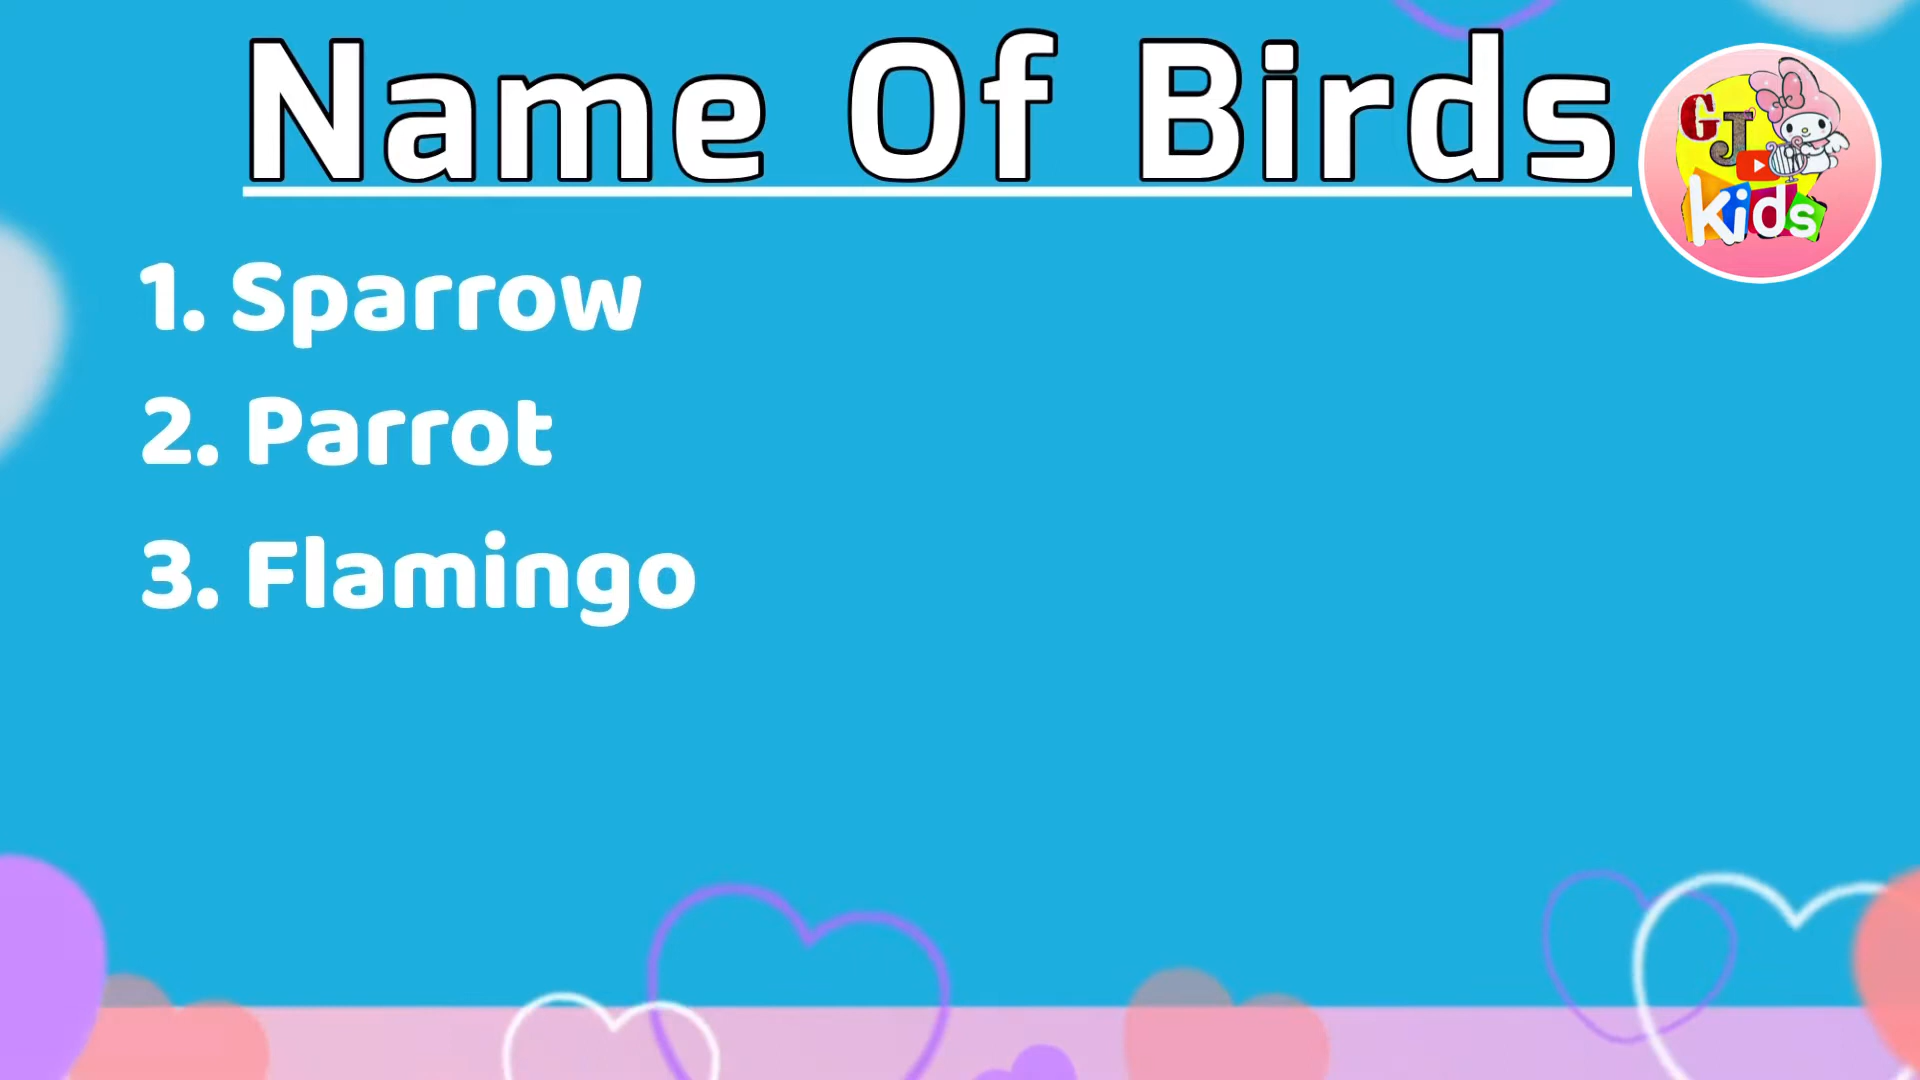 Name Of Birds
GJ
kids
1. Sparrow
2. Parrot
3. Flamingo